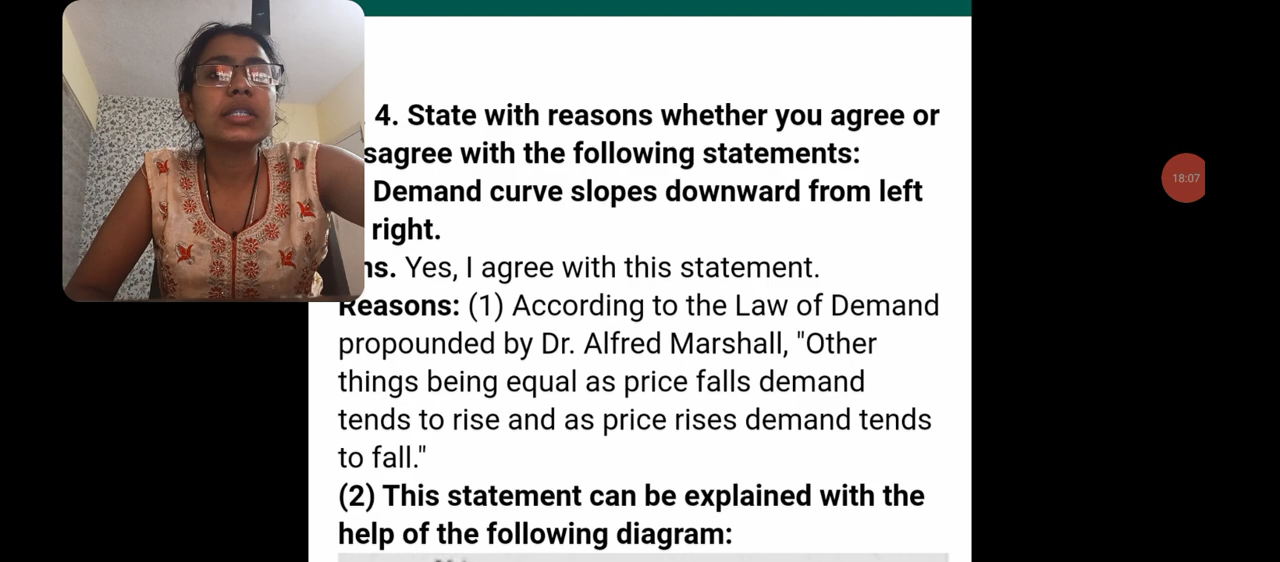 4. State with reasons whether you agree or
sagree with the following statements:
Demand curve slopes downward from left
right.
ns. Yes, I agree with this statement.
Reasons: (1) According to the Law of Demand
propounded by Dr. Alfred Marshall, "Other
things being equal as price falls demand
tends to rise and as price rises demand tends
to fall."
(2) This statement can be explained with the
help of the following diagram:
18:07